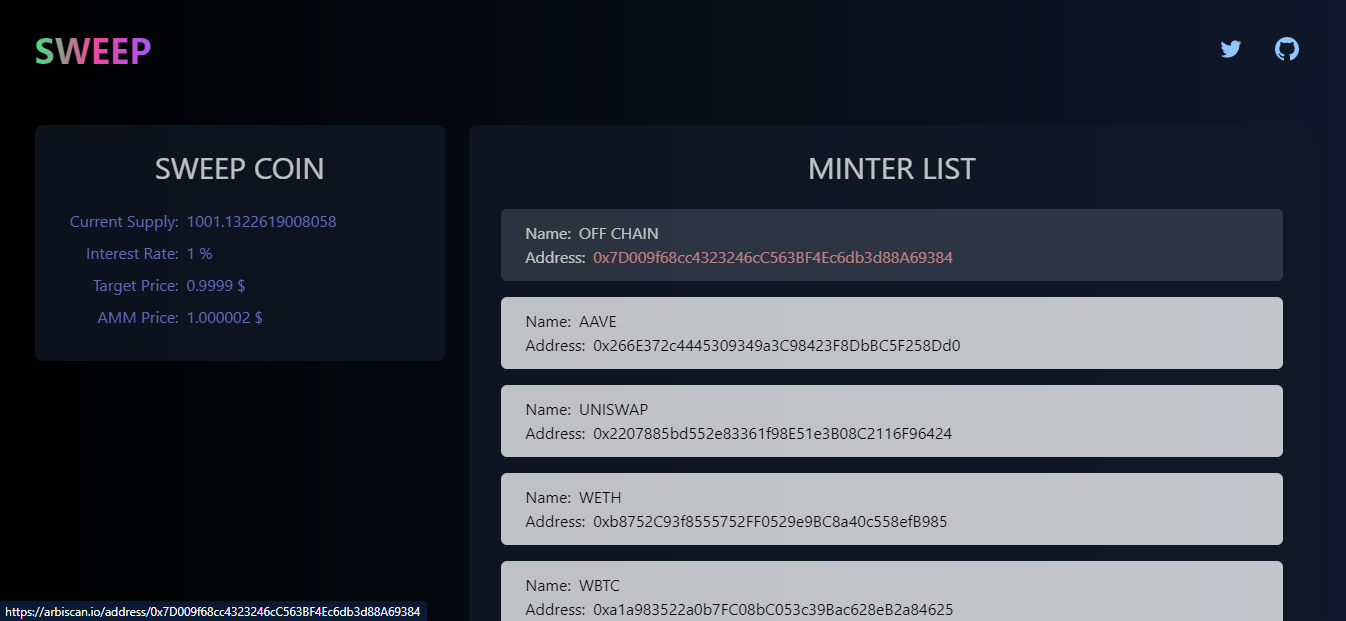 SWEEP
SWEEP COIN
Current Supply: 1001.1322619008058
Interest Rate: 1 %
Target Price: 0.9999 $
AMM Price: 1.000002 $
MINTER LIST
Name: OFF CHAIN
Address: 0x7D009f68cc4323246cC563BF4Ec6db3d88A69384
Name: AAVE
Address: 0x266E372c4445309349a3C98423F8DbBC5F258Dd0
Name: UNISWAP
Address: 0x2207885bd552e83361f98E51e3B08C2116F96424
Name: WETH
Address: 0xb8752C93f8555752FF0529e9BC8a40c558efB985
Name: WBTC
Address: 0xa1a983522a0b7FC08bC053c39Bac628eB2a84625
https://arbiscan.io/address/0x7D009f68cc4323246cC563BF4Ec6db3d88A69384